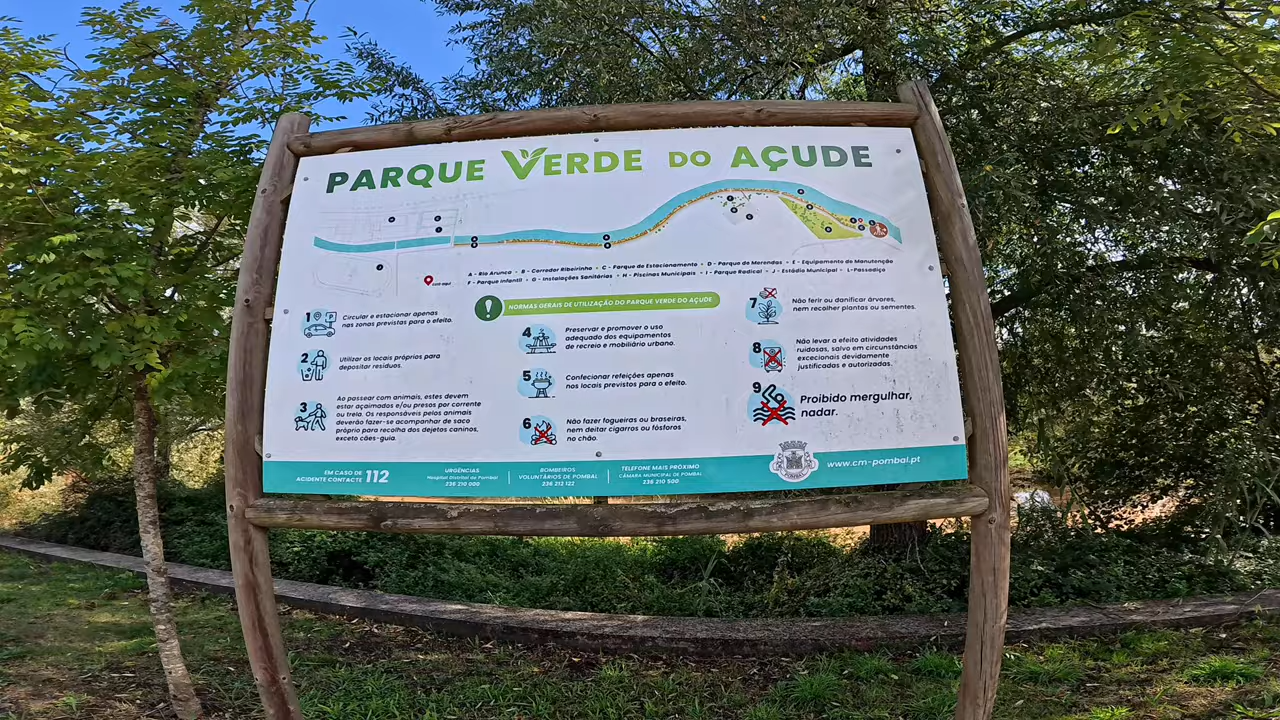 PARQUE VERDE DO AÇUDE
A - Rio Arunca • B - Corredor Ribeirinho • C - Parque de Estacionamento • D - Parque de Merendas • E - Equipamento de Manutenção
F - Parque Infantil • G - Instalações Sanitárias • H - Piscinas Municipais • I - Parque Radical • J - Estádio Municipal • L - Passadiço
está aqui
NORMAS GERAIS DE UTILIZAÇÃO DO PARQUE VERDE DO AÇUDE
1 Circular e estacionar apenas
nas zonas previstas para o efeito.
2 Utilizar os locais próprios para
depositar resíduos.
3 Ao passear com animais, estes devem
estar açaimados e/ou presos por corrente
ou trela. Os responsáveis pelos animais
deverão fazer-se acompanhar de saco
próprio para recolha dos dejetos caninos,
exceto cães-guia.
4 Preservar e promover o uso
adequado dos equipamentos
de recreio e mobiliário urbano.
5 Confecionar refeições apenas
nos locais previstos para o efeito.
6 Não fazer fogueiras ou braseiras,
nem deitar cigarros ou fósforos
no chão.
7 Não ferir ou danificar árvores,
nem recolher plantas ou sementes.
8 Não levar a efeito atividades
ruidosas, salvo em circunstâncias
excecionais devidamente
justificadas e autorizadas.
9 Proibido mergulhar,
nadar.
EM CASO DE
ACIDENTE CONTACTE 112
URGÊNCIAS
Hospital Distrital de Pombal
236 210 000
BOMBEIROS
VOLUNTÁRIOS DE POMBAL
236 212 122
TELEFONE MAIS PRÓXIMO
CÂMARA MUNICIPAL DE POMBAL
236 210 500
POMBAL
www.cm-pombal.pt